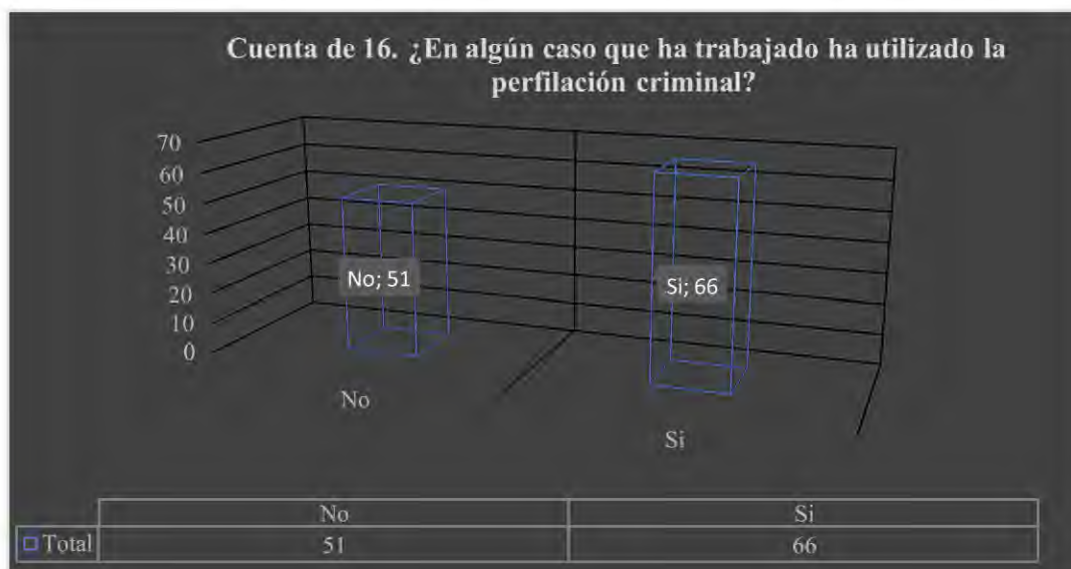 Cuenta de 16. ¿En algún caso que ha trabajado ha utilizado la
perfilación criminal?
70
60
50
40
30
20
10
0
No; 51
Si; 66
No
Si
No Si
Total 51 66